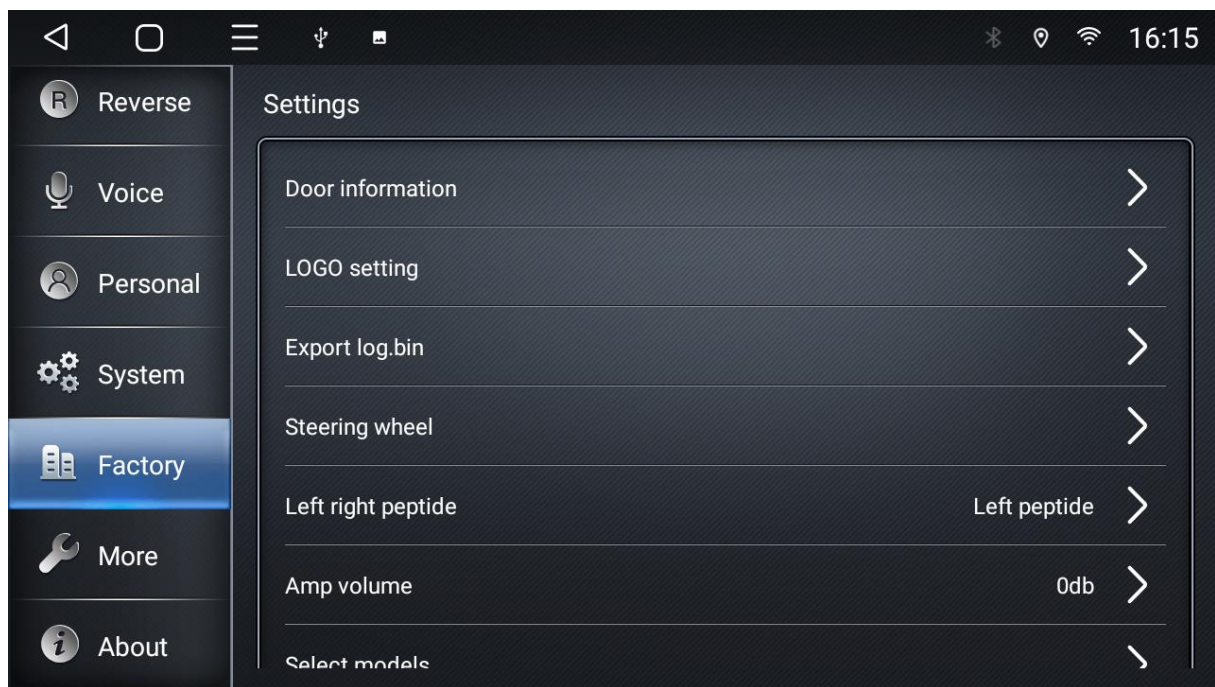 16:15
Reverse
Voice
Personal
System
Factory
More
About
Settings
Door information
LOGO setting
Export log.bin
Steering wheel
Left right peptide Left peptide
Amp volume 0db
Select models